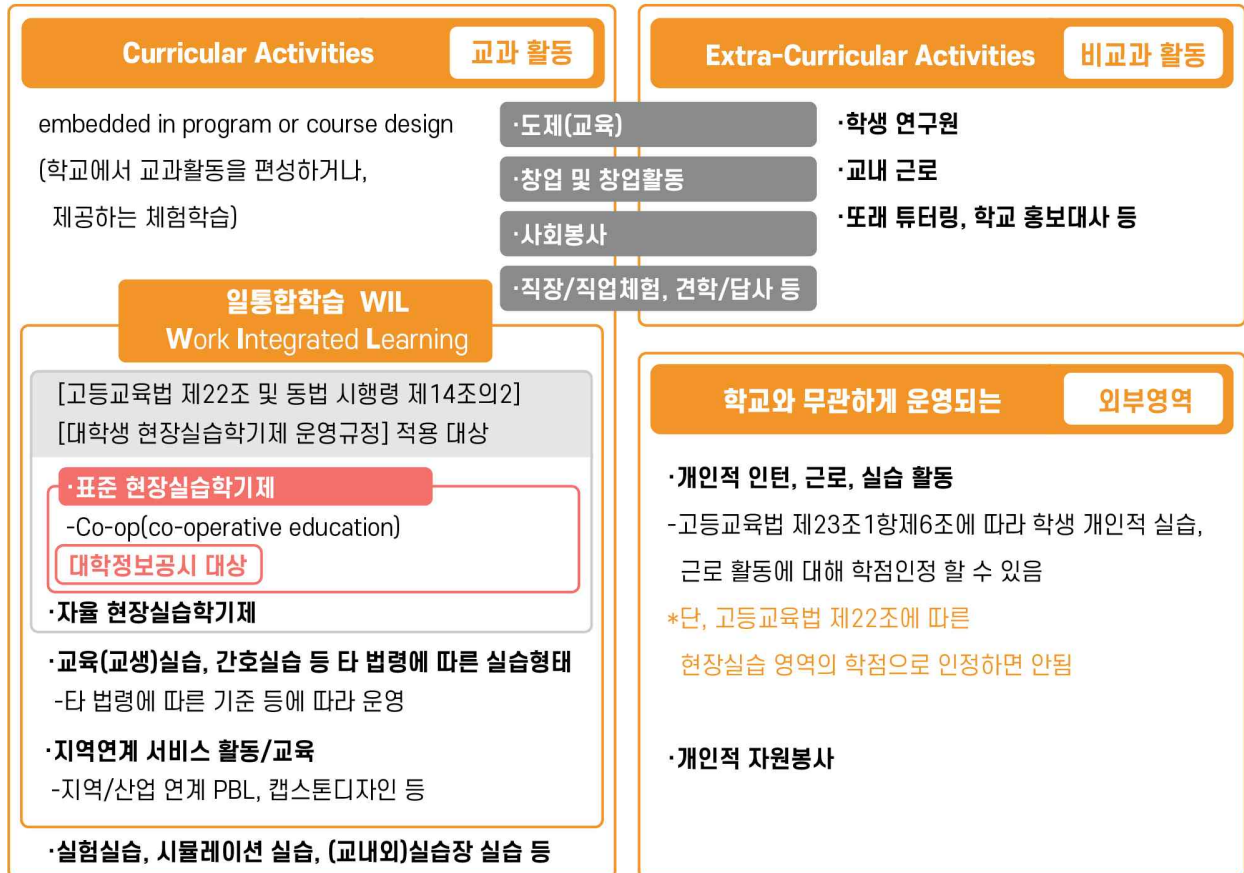 Curricular Activities 교과 활동
embedded in program or course design
(학교에서 교과활동을 편성하거나,
제공하는 체험학습)
·도제(교육)
·창업 및 창업활동
·사회봉사
·직장/직업체험, 견학/답사 등
Extra-Curricular Activities 비교과 활동
·학생 연구원
·교내 근로
·또래 튜터링, 학교 홍보대사 등
일통합학습 WIL
Work Integrated Learning
[고등교육법 제22조 및 동법 시행령 제14조의2]
[대학생 현장실습학기제 운영규정] 적용 대상
·표준 현장실습학기제
-Co-op(co-operative education)
대학정보공시 대상
·자율 현장실습학기제
·교육(교생)실습, 간호실습 등 타 법령에 따른 실습형태
-타 법령에 따른 기준 등에 따라 운영
·지역연계 서비스 활동/교육
-지역/산업 연계 PBL, 캡스톤디자인 등
·실험실습, 시뮬레이션 실습, (교내외)실습장 실습 등
학교와 무관하게 운영되는 외부영역
·개인적 인턴, 근로, 실습 활동
-고등교육법 제23조1항제6조에 따라 학생 개인적 실습,
근로 활동에 대해 학점인정 할 수 있음
*단, 고등교육법 제22조에 따른
현장실습 영역의 학점으로 인정하면 안됨
·개인적 자원봉사